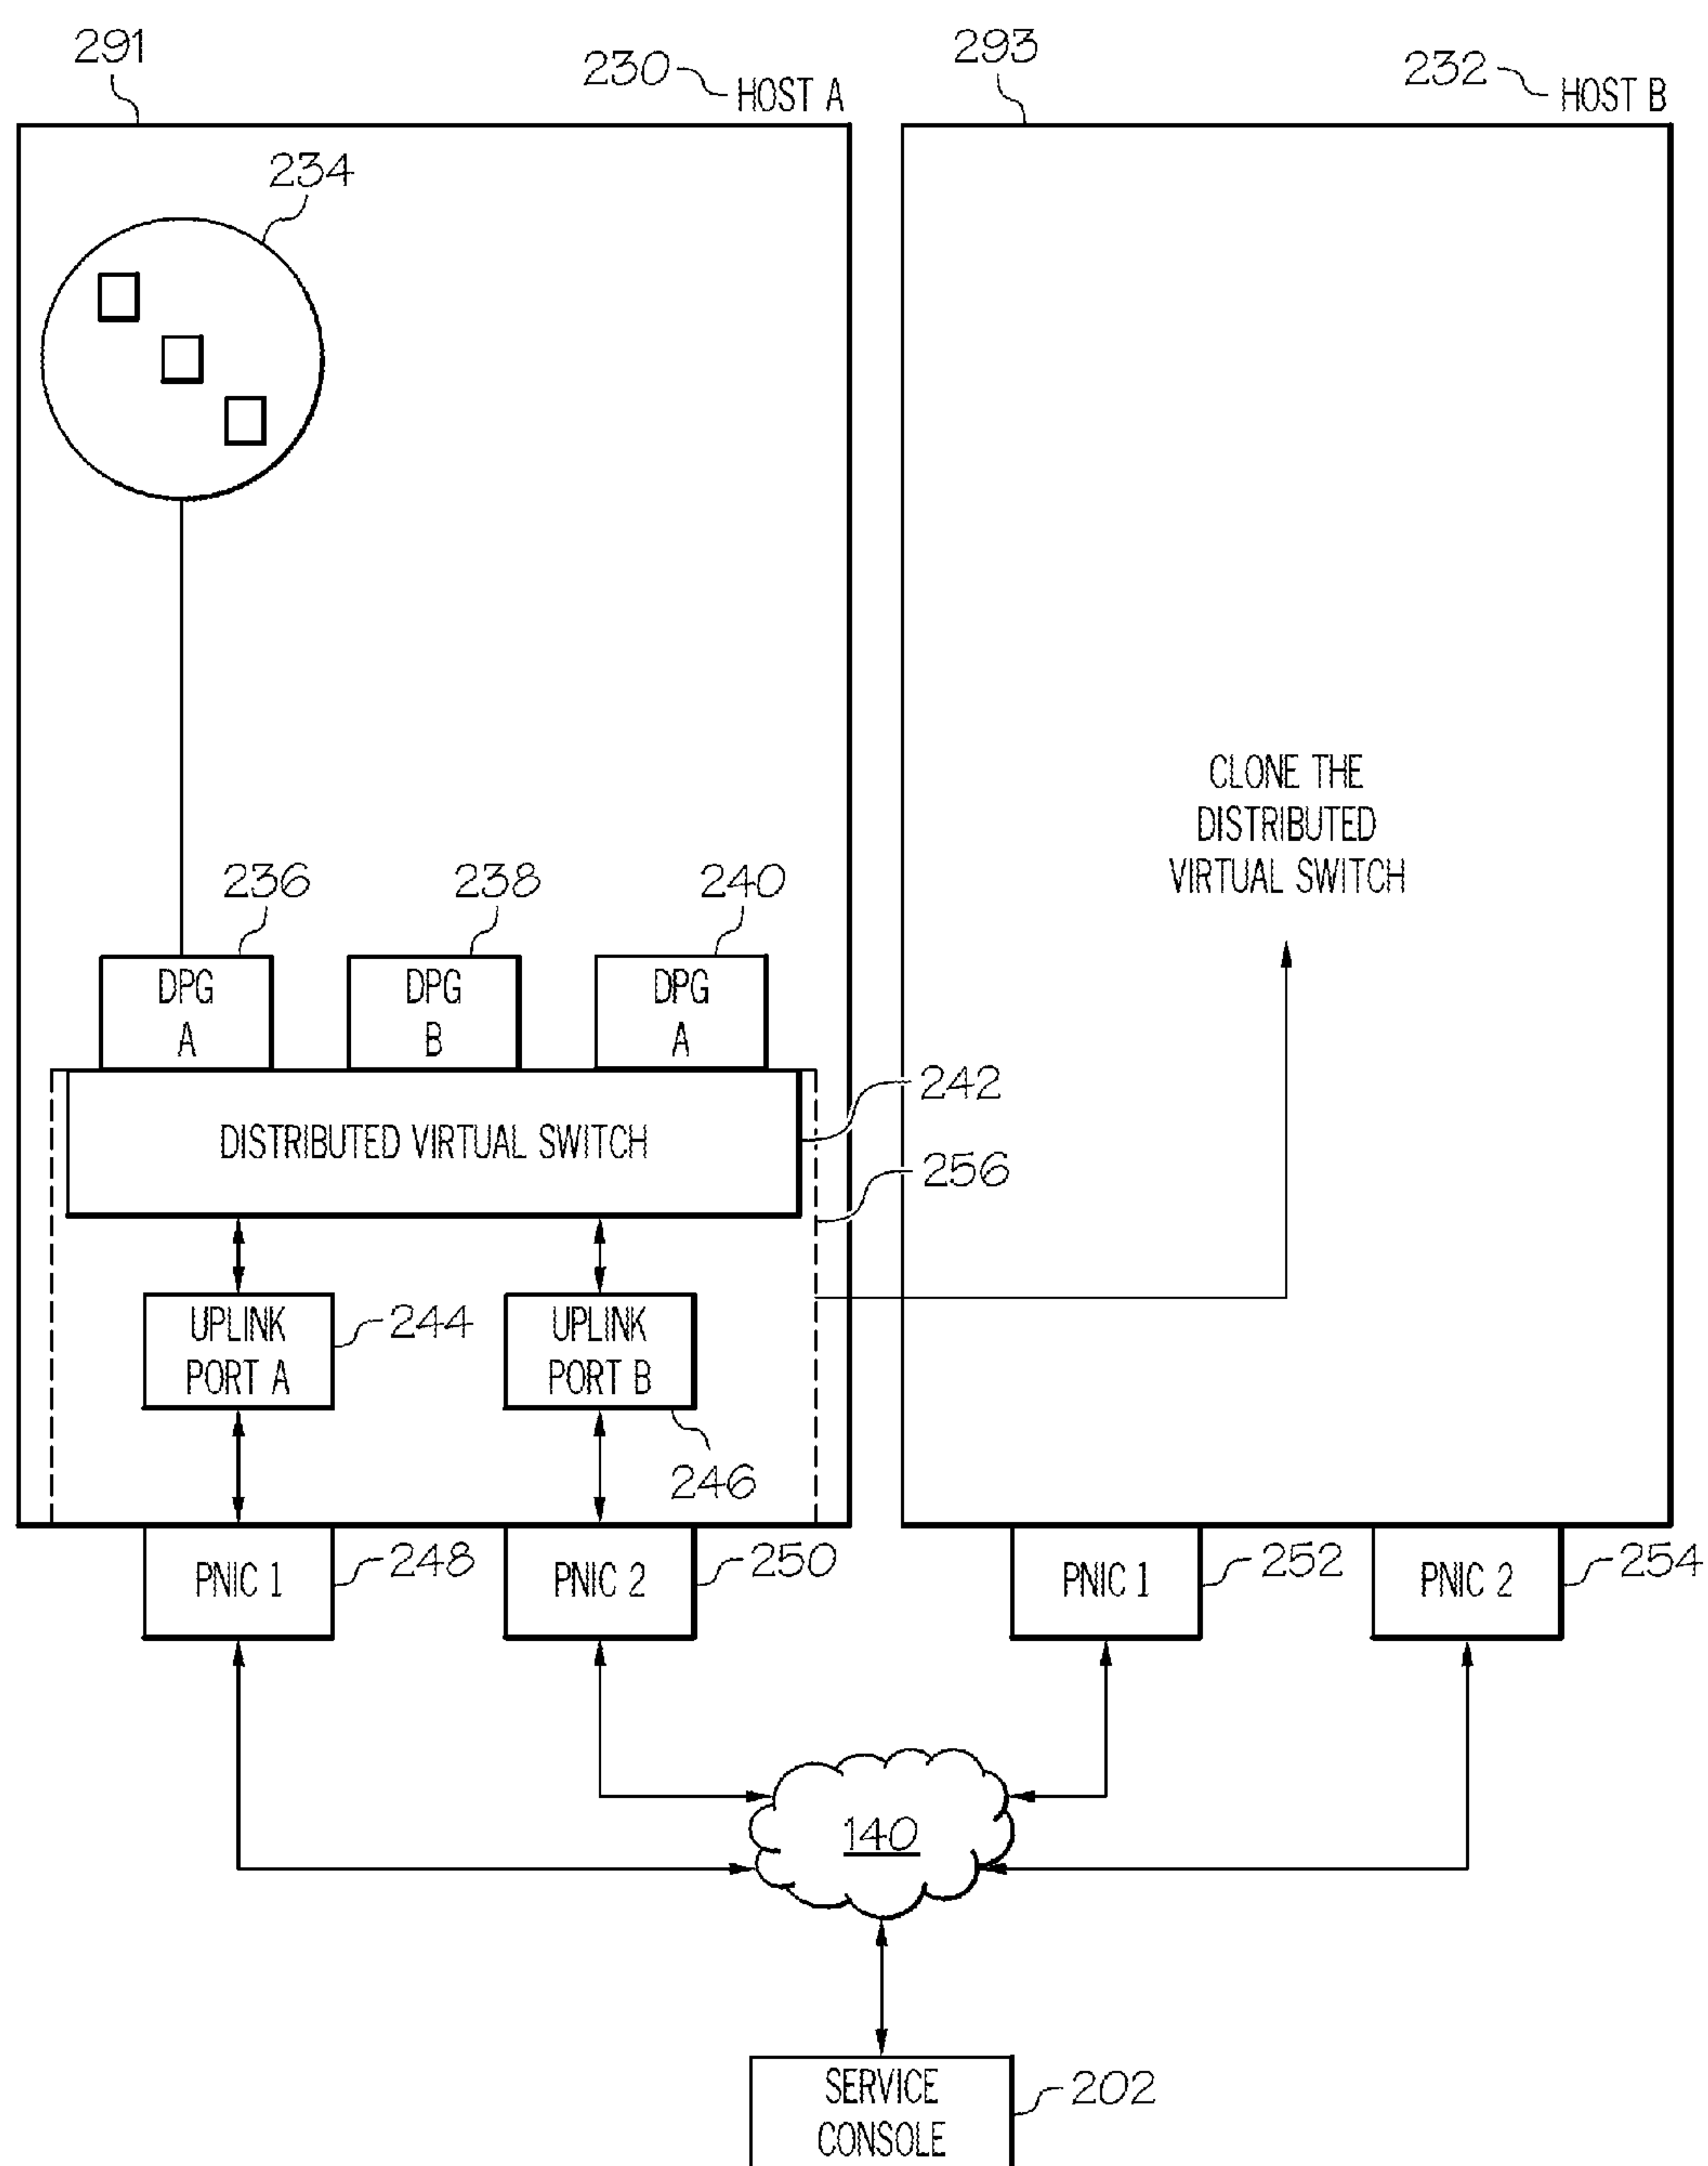 291
230
HOST A
293
232
HOST B
234
CLONE THE
DISTRIBUTED
VIRTUAL SWITCH
236
238
240
DPG
A
DPG
B
DPG
A
242
DISTRIBUTED VIRTUAL SWITCH
256
UPLINK
PORT A
244
UPLINK
PORT B
246
PNIC 1
248
PNIC 2
250
PNIC 1
252
PNIC 2
254
140
SERVICE
CONSOLE
202